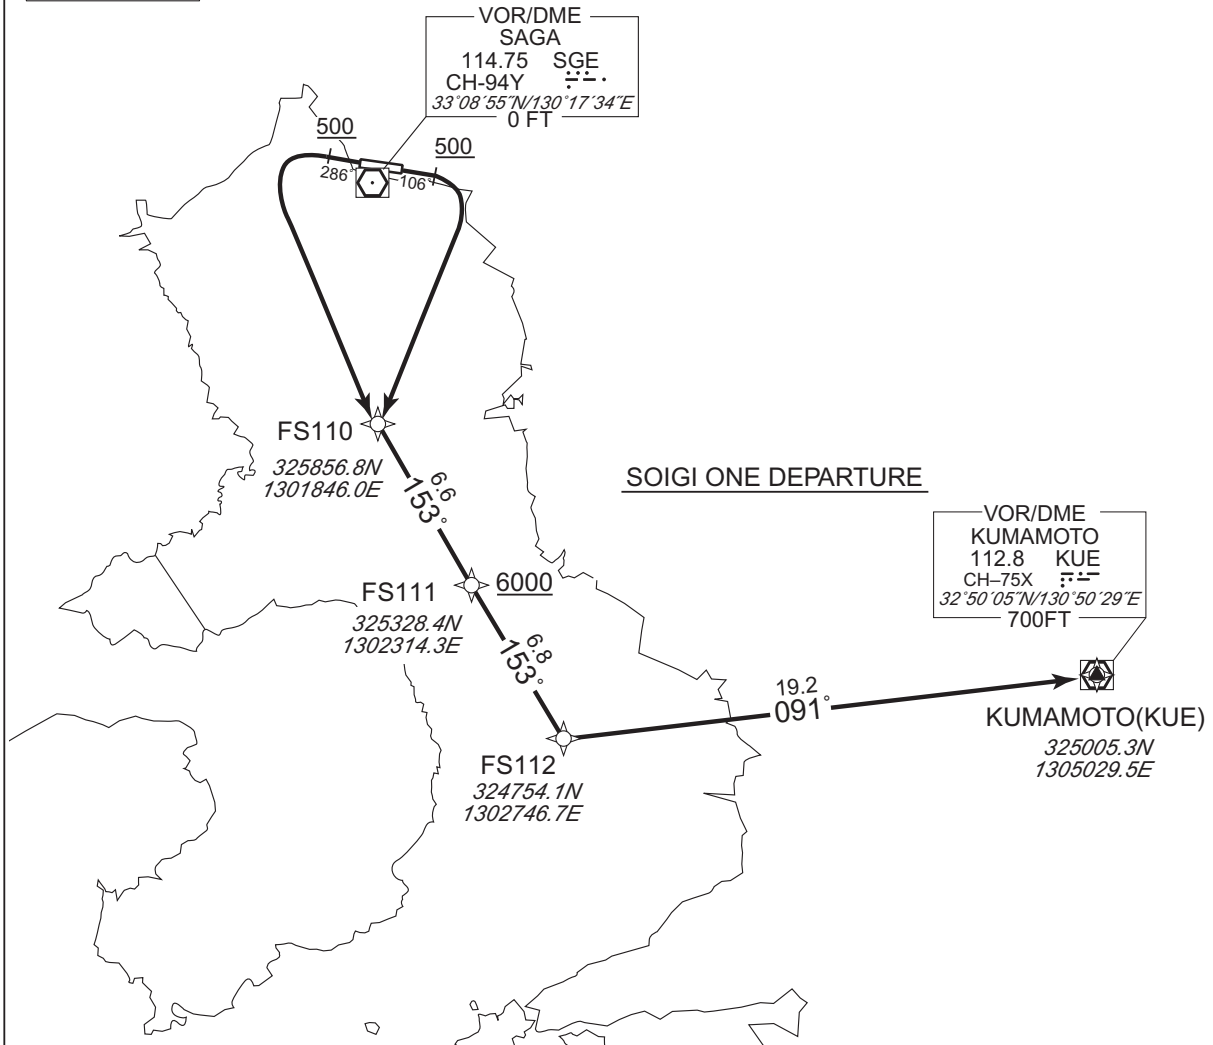 VOR/DME
SAGA
114.75 SGE
CH-94Y
33°08´55˝N/130°17´34˝E
0 FT
500
500
286°
106°
FS110
325856.8N
1301846.0E
6.6
153°
SOIGI ONE DEPARTURE
VOR/DME
KUMAMOTO
112.8 KUE
CH–75X
32°50´05˝N/130°50´29˝E
700FT
FS111
6000
325328.4N
1302314.3E
6.8
153°
19.2
091°
KUMAMOTO(KUE)
325005.3N
1305029.5E
FS112
324754.1N
1302746.7E